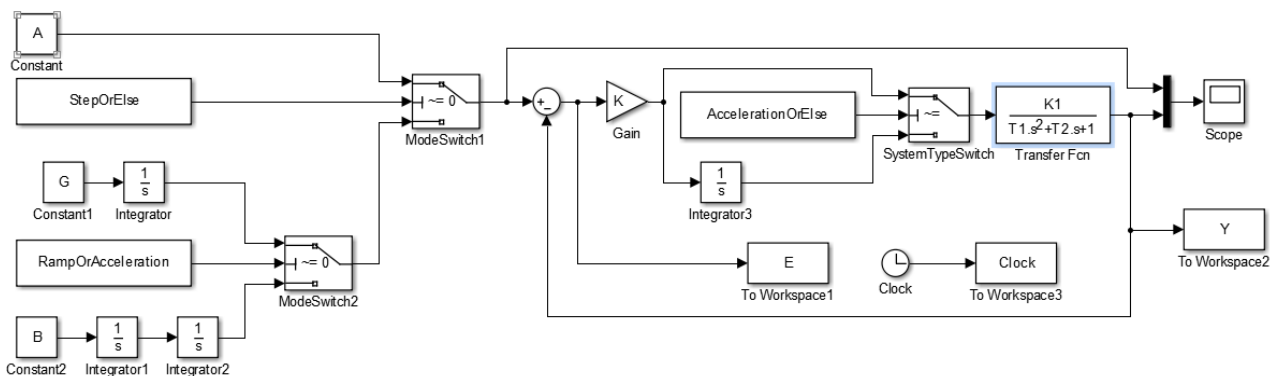 A
Constant
StepOrElse
~= 0
ModeSwitch1
G
Constant1
1
s
Integrator
RampOrAcceleration
~= 0
ModeSwitch2
B
Constant2
1
s
Integrator1
1
s
Integrator2
+
−
K
Gain
AccelerationOrElse
~=
SystemTypeSwitch
1
s
Integrator3
K1
T1.s2+T2.s+1
Transfer Fcn
Scope
E
To Workspace1
Clock
Clock
To Workspace3
Y
To Workspace2